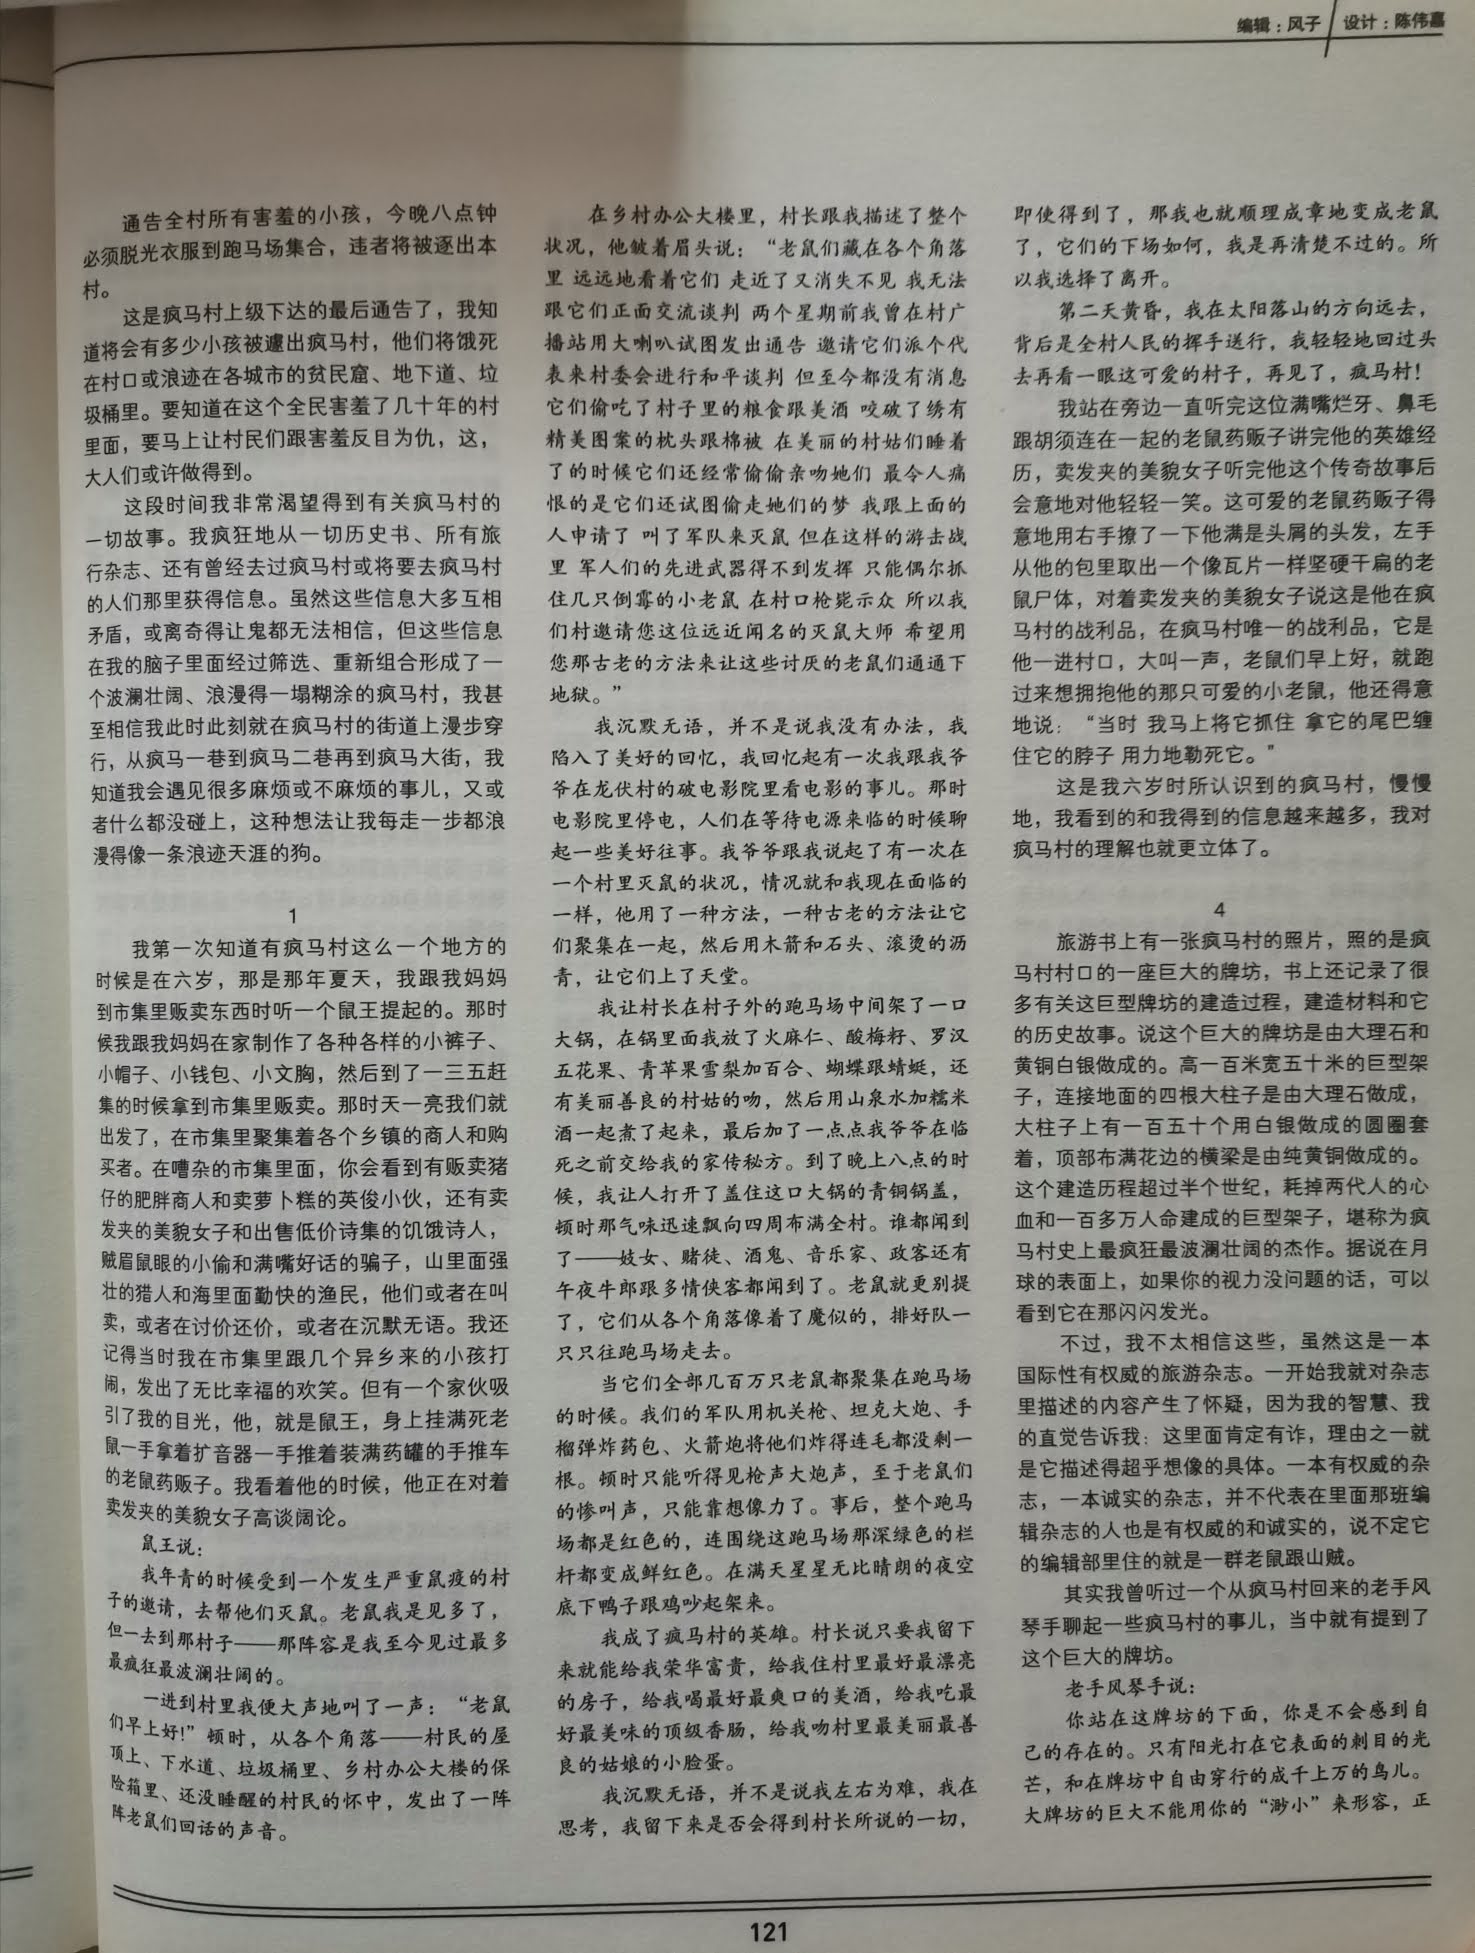 编辑：风子 设计：陈伟嘉
通告全村所有害羞的小孩，今晚八点钟
必须脱光衣服到跑马场集合，违者将被逐出本
村。
这是疯马村上级下达的最后通告了，我知
道将会有多少小孩被遽出疯马村，他们将饿死
在村口或浪迹在各城市的贫民窟、地下道、垃
圾桶里。要知道在这个全民害羞了几十年的村
里面，要马上让村民们跟害羞反目为仇，这，
大人们或许做得到。
这段时间我非常渴望得到有关疯马村的
一切故事。我疯狂地从一切历史书、所有旅
行杂志、还有曾经去过疯马村或将要去疯马村
的人们那里获得信息。虽然这些信息大多互相
矛盾，或离奇得让鬼都无法相信，但这些信息
在我的脑子里面经过筛选、重新组合形成了一
个波澜壮阔、浪漫得一塌糊涂的疯马村，我甚
至相信我此时此刻就在疯马村的街道上漫步穿
行，从疯马一巷到疯马二巷再到疯马大街，我
知道我会遇见很多麻烦或不麻烦的事儿，又或
者什么都没碰上，这种想法让我每走一步都浪
漫得像一条浪迹天涯的狗。
1
我第一次知道有疯马村这么一个地方的
时候是在六岁，那是那年夏天，我跟我妈妈
到市集里贩卖东西时听一个鼠王提起的。那时
候我跟我妈妈在家制作了各种各样的小裤子、
小帽子、小钱包、小文胸，然后到了一三五赶
集的时候拿到市集里贩卖。那时天一亮我们就
出发了，在市集里聚集着各个乡镇的商人和购
买者。在嘈杂的市集里面，你会看到有贩卖猪
仔的肥胖商人和卖萝卜糕的英俊小伙，还有卖
发夹的美貌女子和出售低价诗集的饥饿诗人，
贼眉鼠眼的小偷和满嘴好话的骗子，山里面强
壮的猎人和海里面勤快的渔民，他们或者在叫
卖，或者在讨价还价，或者在沉默无语。我还
记得当时我在市集里跟几个异乡来的小孩打
闹，发出了无比幸福的欢笑。但有一个家伙吸
引了我的目光，他，就是鼠王，身上挂满死老
鼠一手拿着扩音器一手推着装满药罐的手推车
的老鼠药贩子。我看着他的时候，他正在对着
卖发夹的美貌女子高谈阔论。
鼠王说：
我年青的时候受到一个发生严重鼠疫的村
子的邀请，去帮他们灭鼠。老鼠我是见多了，
但一去到那村子——那阵容是我至今见过最多
最疯狂最波澜壮阔的。
一进到村里我便大声地叫了一声：“老鼠
们早上好!”顿时，从各个角落——村民的屋
顶上、下水道、垃圾桶里、乡村办公大楼的保
险箱里、还没睡醒的村民的怀中，发出了一阵
阵老鼠们回话的声音。
在乡村办公大楼里，村长跟我描述了整个
状况，他皱着眉头说：“老鼠们藏在各个角落
里 远远地看着它们 走近了又消失不见 我无法
跟它们正面交流谈判 两个星期前我曾在村广
播站用大喇叭试图发出通告 邀请它们派个代
表来村委会进行和平谈判 但至今都没有消息
它们偷吃了村子里的粮食跟美酒 咬破了绣有
精美图案的枕头跟棉被 在美丽的村姑们睡着
了的时候它们还经常偷偷亲吻她们 最令人痛
恨的是它们还试图偷走她们的梦 我跟上面的
人申请了 叫了军队来灭鼠 但在这样的游击战
里 军人们的先进武器得不到发挥 只能偶尔抓
住几只倒霉的小老鼠 在村口枪毙示众 所以我
们村邀请您这位远近闻名的灭鼠大师 希望用
您那古老的方法来让这些讨厌的老鼠们通通下
地狱。”
我沉默无语，并不是说我没有办法，我
陷入了美好的回忆，我回忆起有一次我跟我爷
爷在龙伏村的破电影院里看电影的事儿。那时
电影院里停电，人们在等待电源来临的时候聊
起一些美好往事。我爷爷跟我说起了有一次在
一个村里灭鼠的状况，情况就和我现在面临的
一样，他用了一种方法，一种古老的方法让它
们聚集在一起，然后用木箭和石头、滚烫的沥
青，让它们上了天堂。
我让村长在村子外的跑马场中间架了一口
大锅，在锅里面我放了火麻仁、酸梅籽、罗汉
五花果、青苹果雪梨加百合、蝴蝶跟蜻蜓，还
有美丽善良的村姑的吻，然后用山泉水加糯米
酒一起煮了起来，最后加了一点点我爷爷在临
死之前交给我的家传秘方。到了晚上八点的时
候，我让人打开了盖住这口大锅的青铜锅盖，
顿时那气味迅速飘向四周布满全村。谁都闻到
了——妓女、赌徒、酒鬼、音乐家、政客还有
午夜牛郎跟多情侠客都闻到了。老鼠就更别提
了，它们从各个角落像着了魔似的，排好队一
只只往跑马场走去。
当它们全部几百万只老鼠都聚集在跑马场
的时候。我们的军队用机关枪、坦克大炮、手
榴弹炸药包、火箭炮将他们炸得连毛都没剩一
根。顿时只能听得见枪声大炮声，至于老鼠们
的惨叫声，只能靠想像力了。事后，整个跑马
场都是红色的，连围绕这跑马场那深绿色的栏
杆都变成鲜红色。在满天星星无比晴朗的夜空
底下鸭子跟鸡吵起架来。
我成了疯马村的英雄。村长说只要我留下
来就能给我荣华富贵，给我住村里最好最漂亮
的房子，给我喝最好最爽口的美酒，给我吃最
好最美味的顶级香肠，给我吻村里最美丽最善
良的姑娘的小脸蛋。
我沉默无语，并不是说我左右为难，我在
思考，我留下来是否会得到村长所说的一切，
即使得到了，那我也就顺理成章地变成老鼠
了，它们的下场如何，我是再清楚不过的。所
以我选择了离开。
第二天黄昏，我在太阳落山的方向远去，
背后是全村人民的挥手送行，我轻轻地回过头
去再看一眼这可爱的村子，再见了，疯马村！
我站在旁边一直听完这位满嘴烂牙、鼻毛
跟胡须连在一起的老鼠药贩子讲完他的英雄经
历，卖发夹的美貌女子听完他这个传奇故事后
会意地对他轻轻一笑。这可爱的老鼠药贩子得
意地用右手撩了一下他满是头屑的头发，左手
从他的包里取出一个像瓦片一样坚硬干扁的老
鼠尸体，对着卖发夹的美貌女子说这是他在疯
马村的战利品，在疯马村唯一的战利品，它是
他一进村口，大叫一声，老鼠们早上好，就跑
过来想拥抱他的那只可爱的小老鼠，他还得意
地说：“当时 我马上将它抓住 拿它的尾巴缠
住它的脖子 用力地勒死它。”
这是我六岁时所认识到的疯马村，慢慢
地，我看到的和我得到的信息越来越多，我对
疯马村的理解也就更立体了。
4
旅游书上有一张疯马村的照片，照的是疯
马村村口的一座巨大的牌坊，书上还记录了很
多有关这巨型牌坊的建造过程，建造材料和它
的历史故事。说这个巨大的牌坊是由大理石和
黄铜白银做成的。高一百米宽五十米的巨型架
子，连接地面的四根大柱子是由大理石做成，
大柱子上有一百五十个用白银做成的圆圈套
着，顶部布满花边的横梁是由纯黄铜做成的。
这个建造历程超过半个世纪，耗掉两代人的心
血和一百多万人命建成的巨型架子，堪称为疯
马村史上最疯狂最波澜壮阔的杰作。据说在月
球的表面上，如果你的视力没问题的话，可以
看到它在那闪闪发光。
不过，我不太相信这些，虽然这是一本
国际性有权威的旅游杂志。一开始我就对杂志
里描述的内容产生了怀疑，因为我的智慧、我
的直觉告诉我：这里面肯定有诈，理由之一就
是它描述得超乎想像的具体。一本有权威的杂
志，一本诚实的杂志，并不代表在里面那班编
辑杂志的人也是有权威的和诚实的，说不定它
的编辑部里住的就是一群老鼠跟山贼。
其实我曾听过一个从疯马村回来的老手风
琴手聊起一些疯马村的事儿，当中就有提到了
这个巨大的牌坊。
老手风琴手说：
你站在这牌坊的下面，你是不会感到自
己的存在的。只有阳光打在它表面的刺目的光
芒，和在牌坊中自由穿行的成千上万的鸟儿。
大牌坊的巨大不能用你的“渺小”来形容，正
121